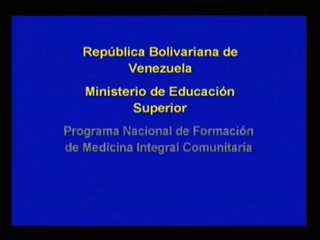 República Bolivariana de
Venezuela
Ministerio de Educación
Superior
Programa Nacional de Formación
de Medicina Integral Comunitaria